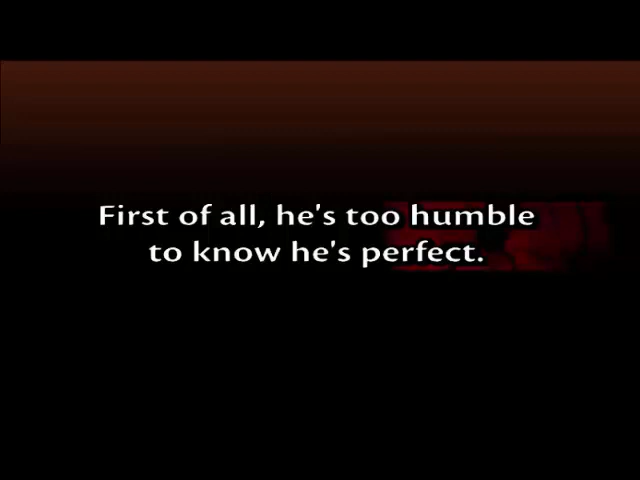 First of all, he's too humble
to know he's perfect.